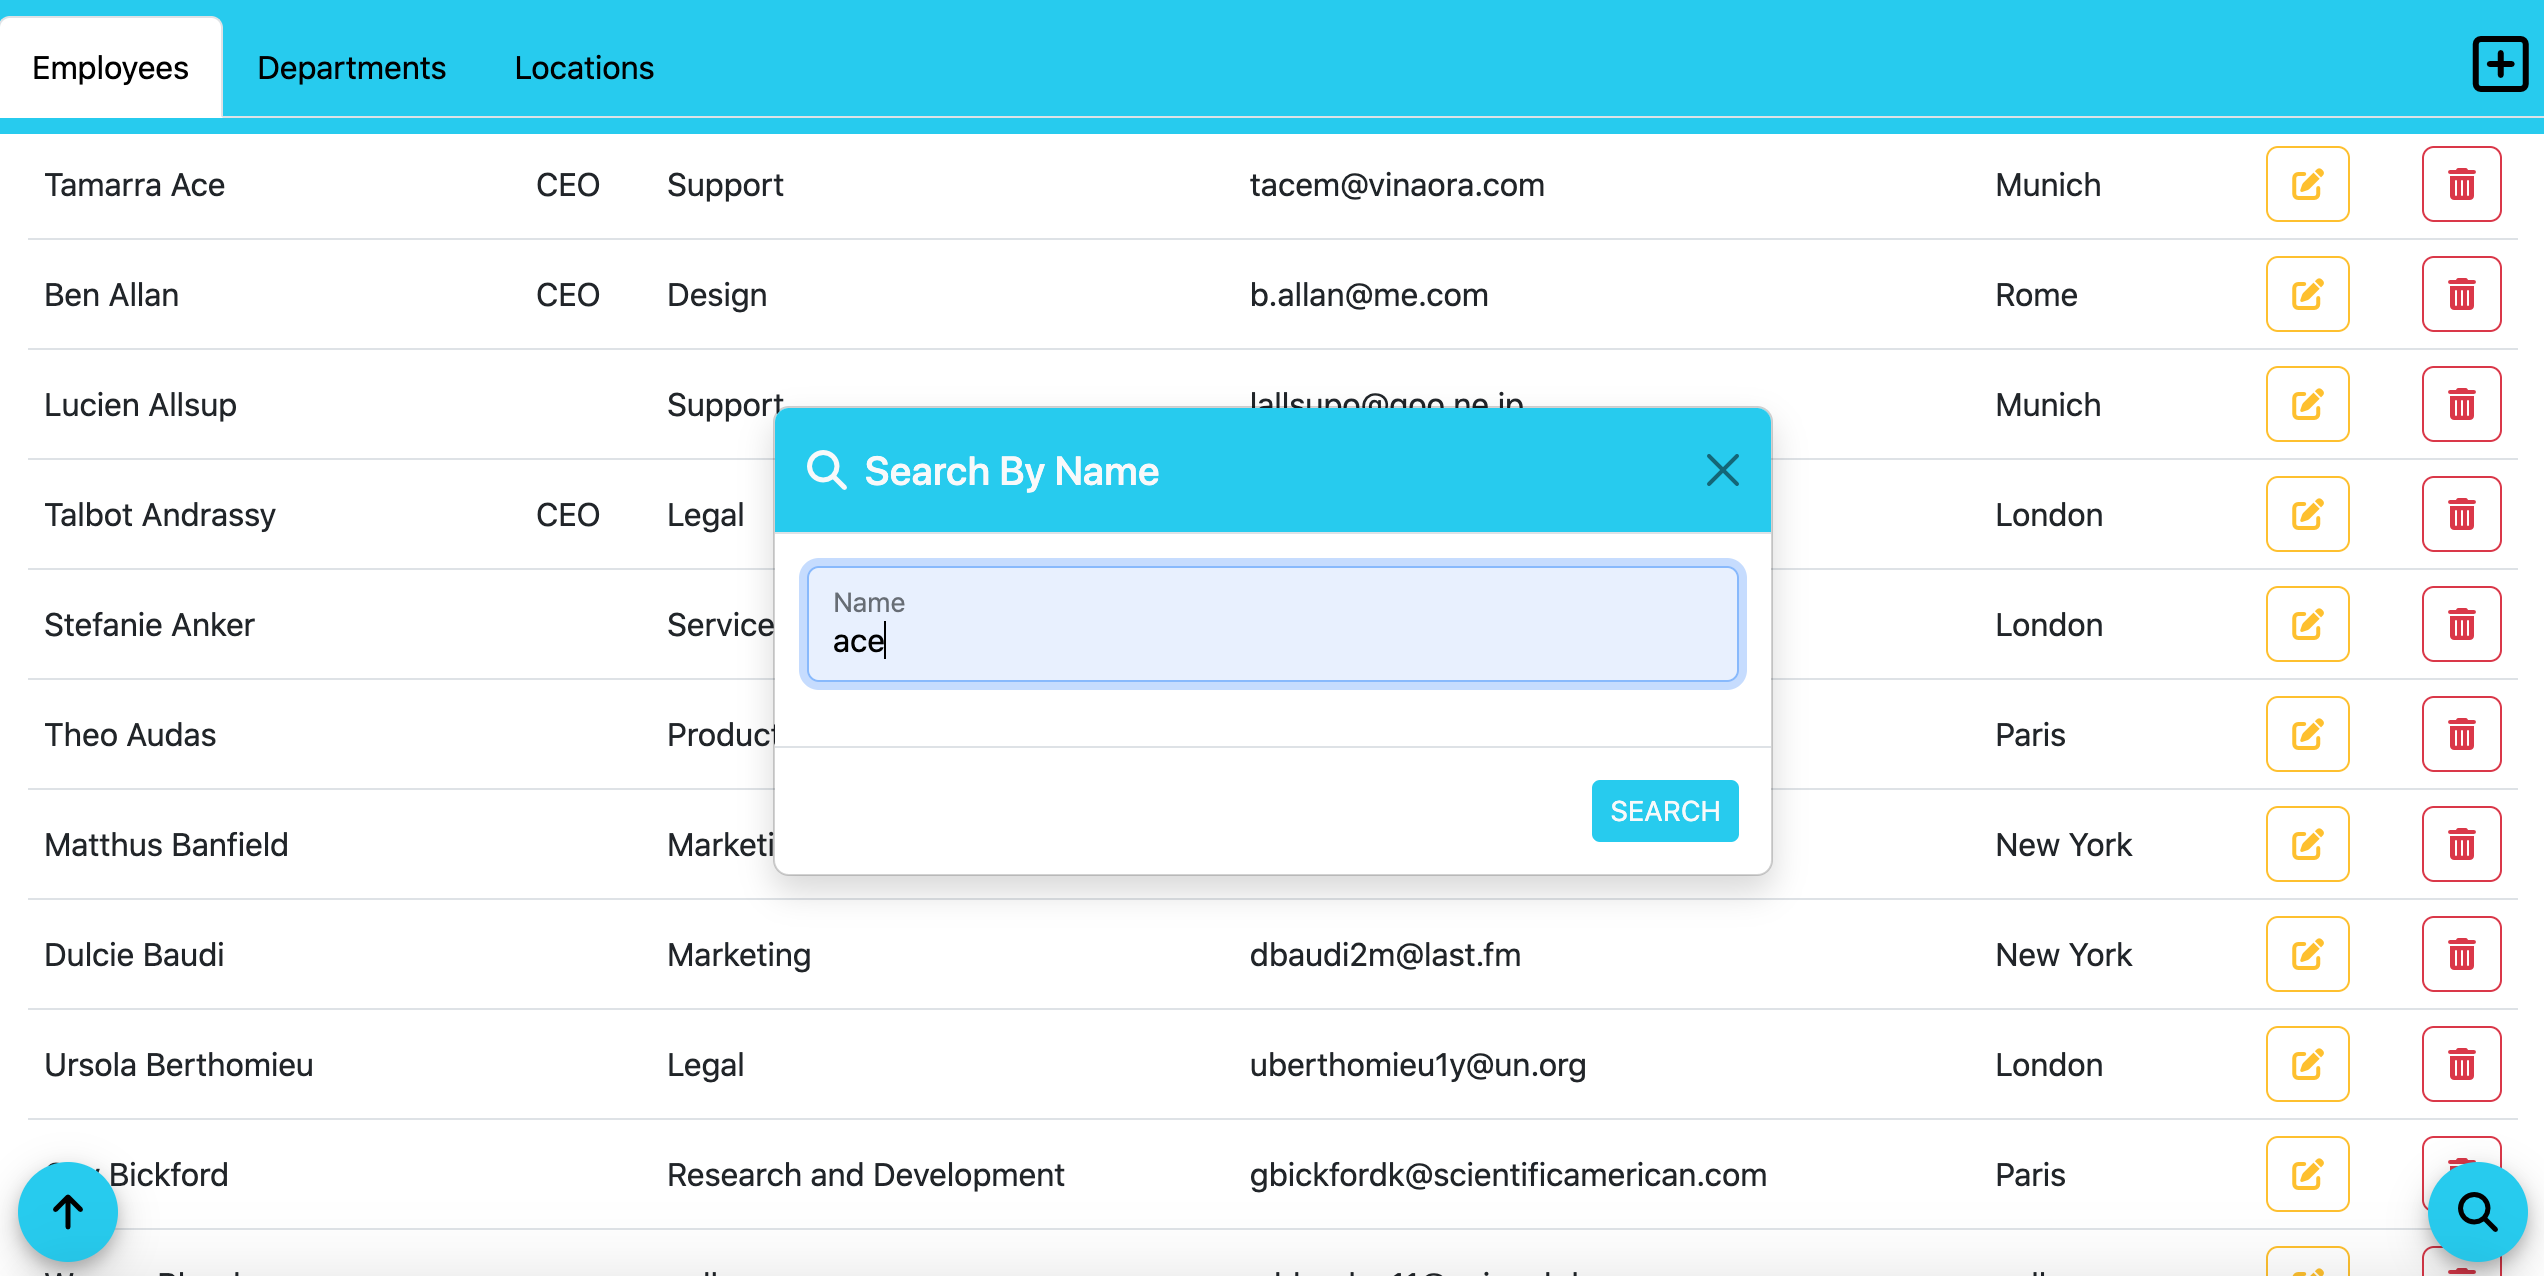 Employees Departments Locations
Tamarra Ace CEO Support tacem@vinaora.com Munich
Ben Allan CEO Design b.allan@me.com Rome
Lucien Allsup Support lallsupo@goo.ne.jp Munich
Search By Name
Talbot Andrassy CEO Legal London
Name
Stefanie Anker Service London
ace
Theo Audas Product Paris
SEARCH
Matthus Banfield Marketi New York
Dulcie Baudi Marketing dbaudi2m@last.fm New York
Ursola Berthomieu Legal uberthomieu1y@un.org London
Bickford Research and Development gbickfordk@scientificamerican.com Paris